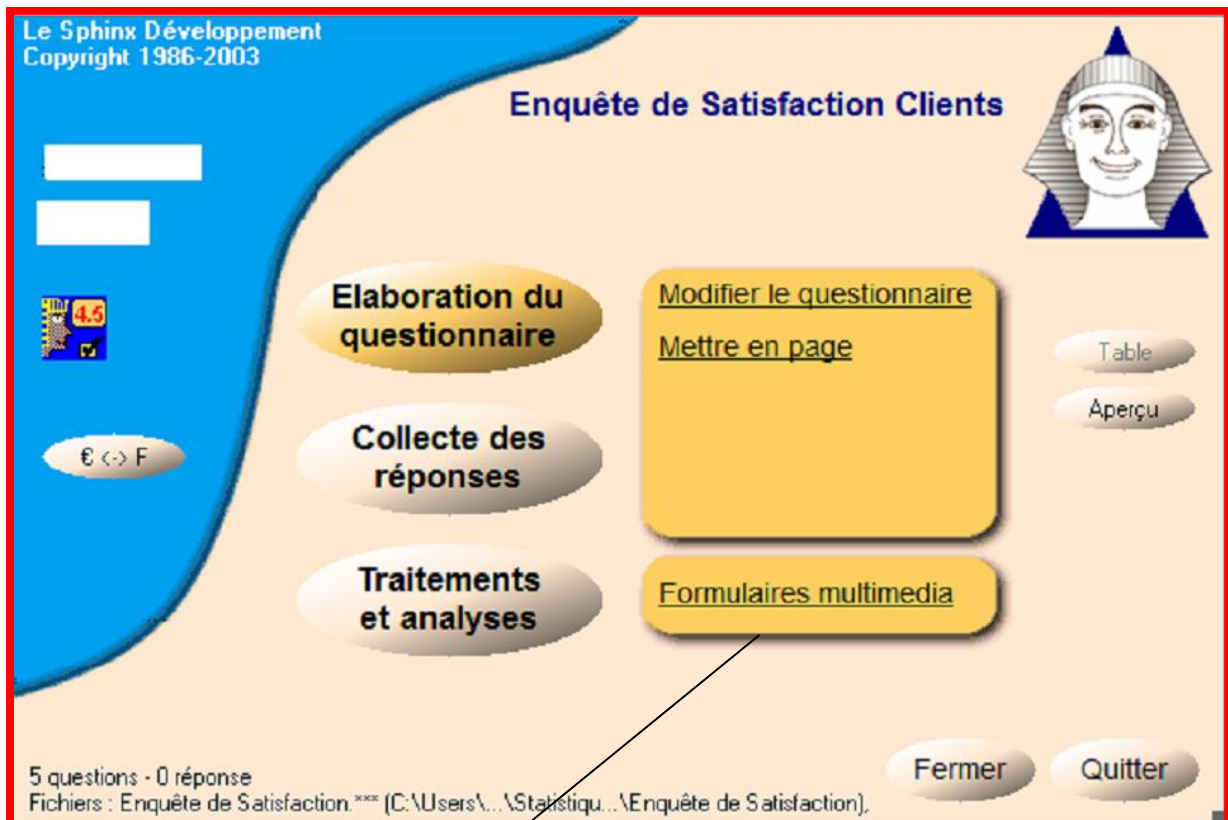 Le Sphinx Développement
Copyright 1986-2003
Enquête de Satisfaction Clients
4.5
€ <-> F
Elaboration du
questionnaire
Collecte des
réponses
Traitements
et analyses
Modifier le questionnaire
Mettre en page
Formulaires multimedia
Table
Aperçu
Fermer
Quitter
5 questions - 0 réponse
Fichiers : Enquête de Satisfaction.*** (C:\Users\...\Statistiqu...\Enquête de Satisfaction),